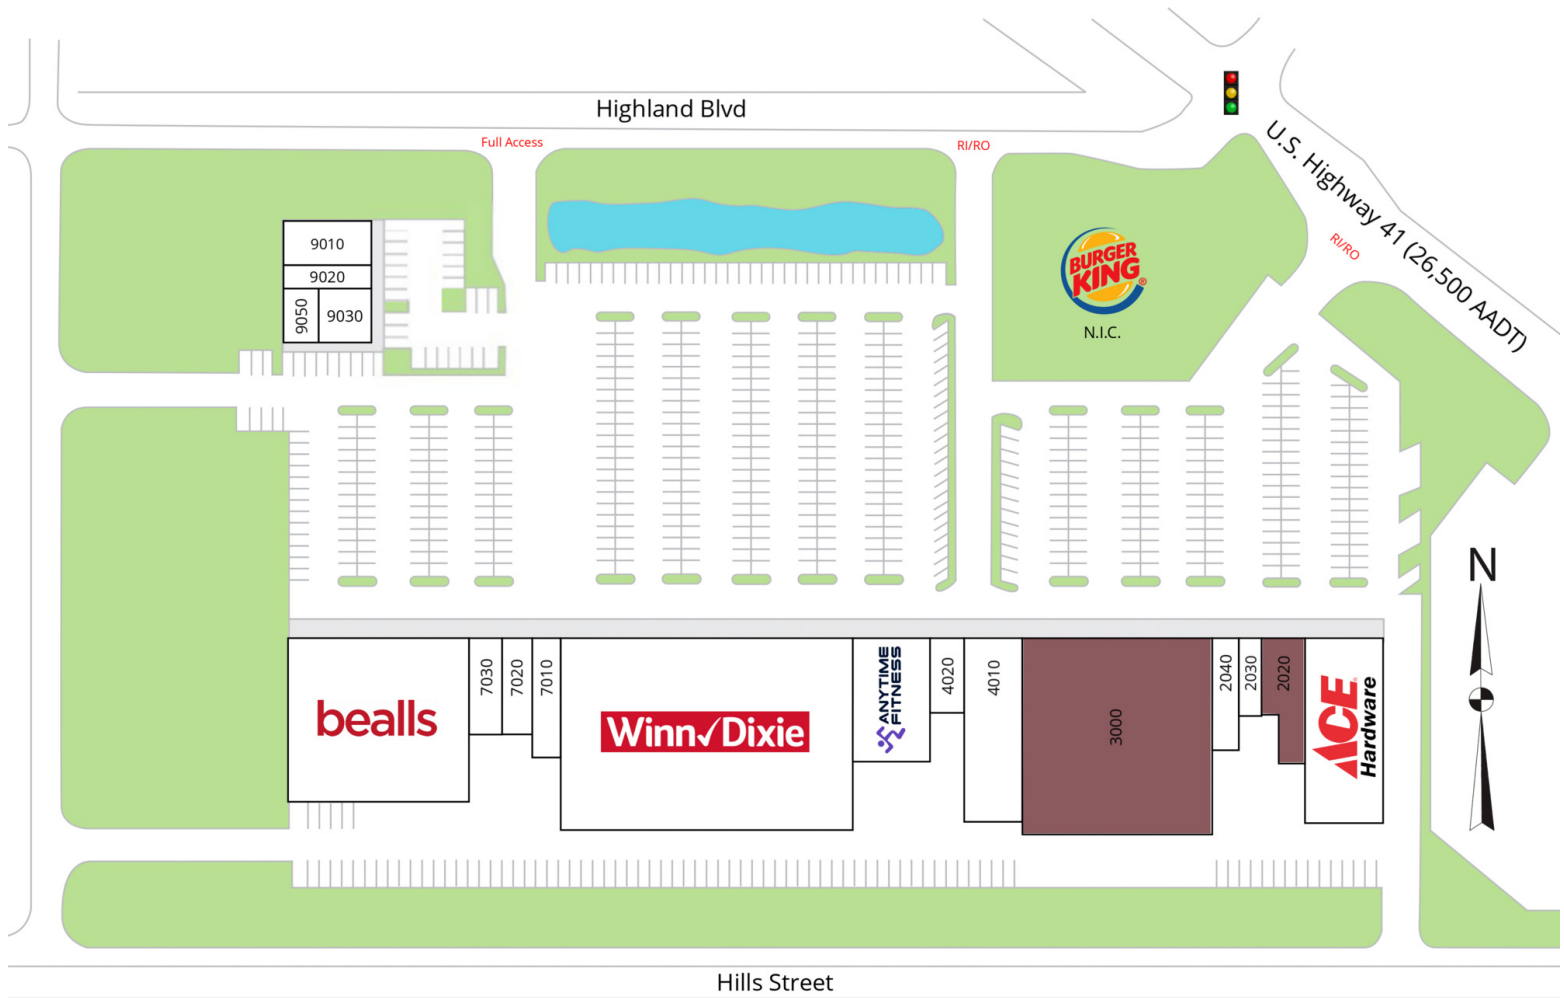 Highland Blvd
Full Access
RI/RO
U.S. Highway 41 (26,500 AADT)
RI/RO
9010
9020
9050
9030
BURGER
KING
®
N.I.C.
N
bealls
7030
7020
7010
Winn Dixie
ANYTIME
FITNESS
4020
4010
3000
2040
2030
2020
ACE
Hardware
Hills Street